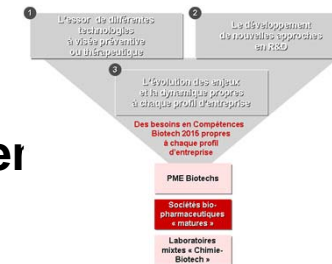 1
L'essor de différentes
technologies
à visée préventive
ou thérapeutique
2
Le développement
de nouvelles approches
en R&D
3
L'évolution des enjeux
et la dynamique propres
à chaque profil d'entreprise
Des besoins en Compétences
Biotech 2015 propres
à chaque profil
d'entreprise
er
PME Biotechs
Sociétés bio-
pharmaceutiques
« matures »
Laboratoires
mixtes « Chimie-
Biotech »